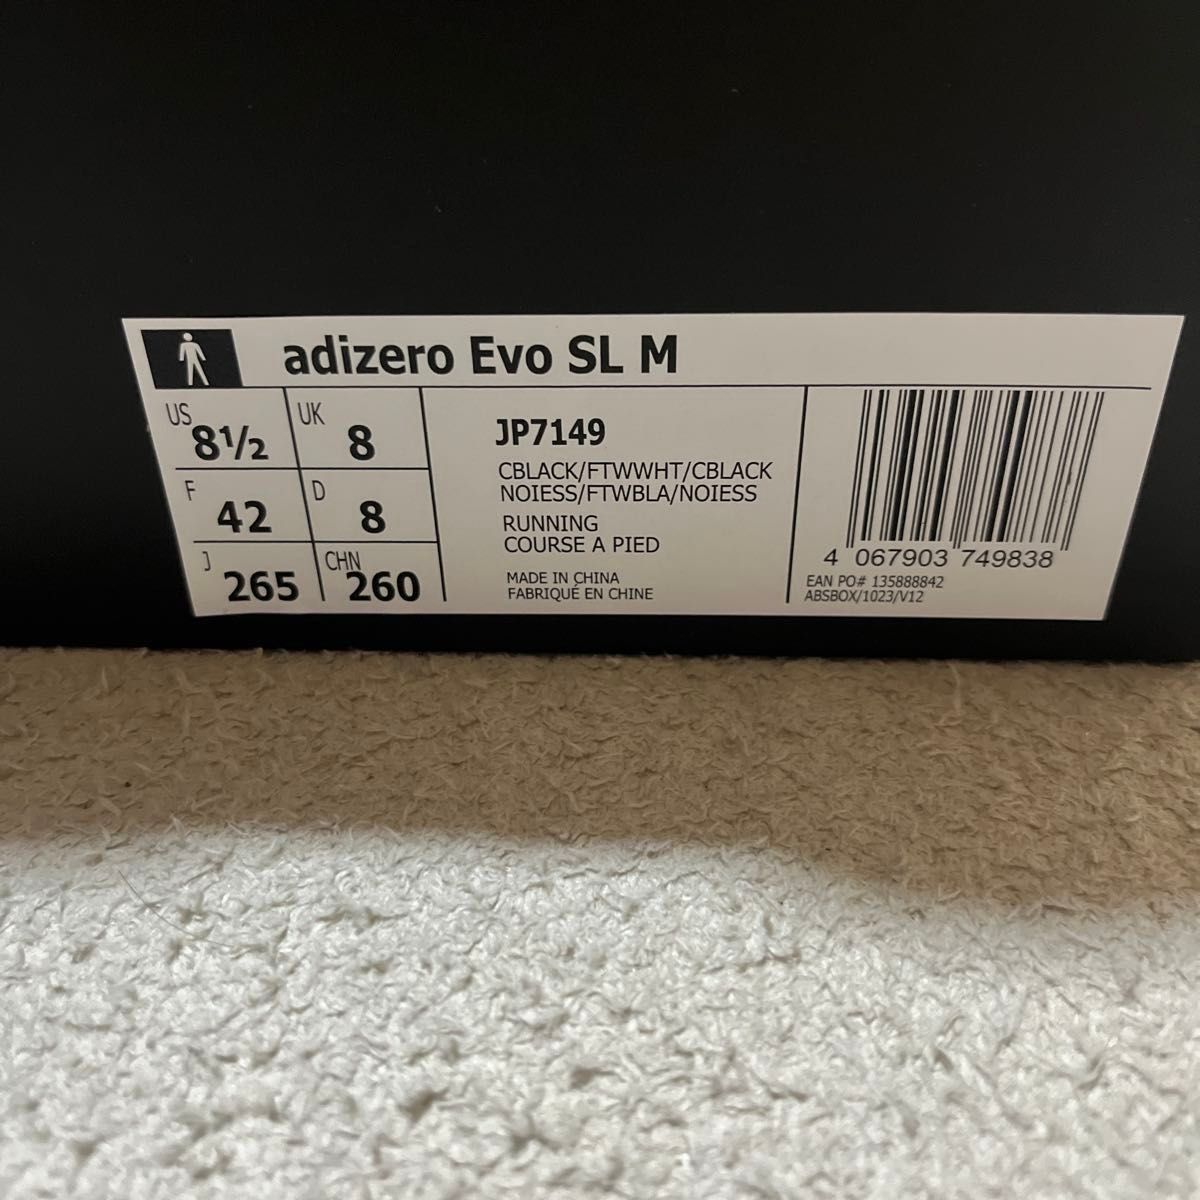 adizero Evo SL M
US 8½ UK 8
F 42 D 8
J 265 CHN 260
JP7149
CBLACK/FTWWHT/CBLACK
NOIESS/FTWBLA/NOIESS
RUNNING
COURSE A PIED
MADE IN CHINA
FABRIQUÉ EN CHINE
4 067903 749838
EAN PO# 135888842
ABSBOX/1023/V12